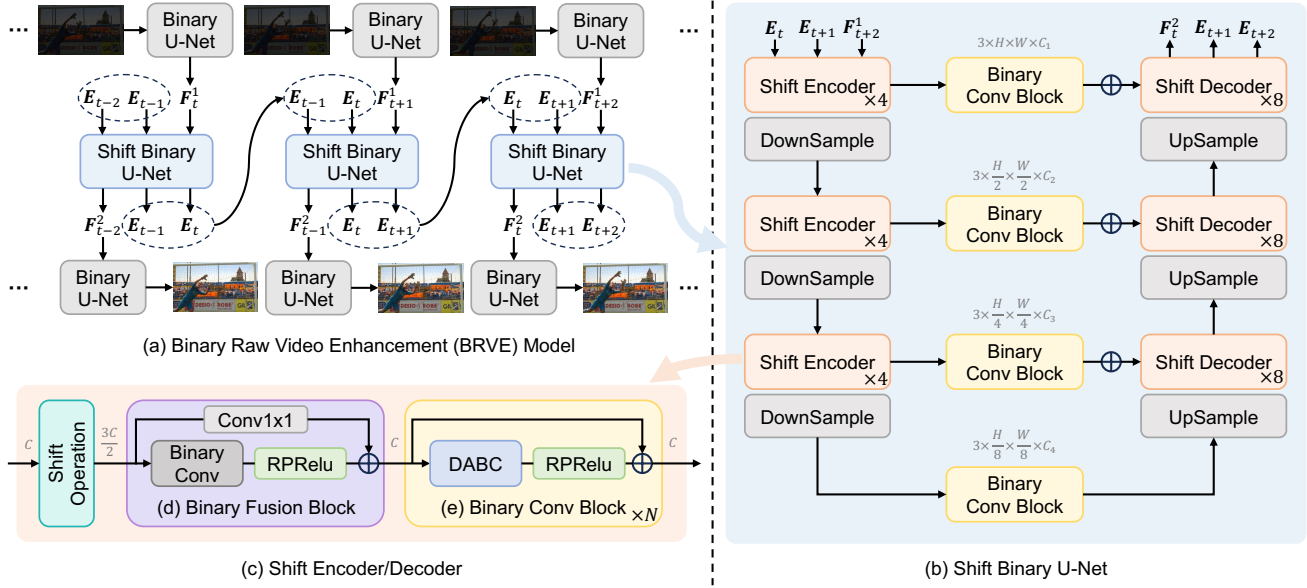 ... Binary U-Net Binary U-Net Binary U-Net ...
E_{t-2} E_{t-1} F_t^1 E_{t-1} E_t F_{t+1}^1 E_t E_{t+1} F_{t+2}^1
Shift Binary U-Net Shift Binary U-Net Shift Binary U-Net
F_{t-2}^2 E_{t-1} E_t F_{t-1}^2 E_t E_{t+1} F_t^2 E_{t+1} E_{t+2}
... Binary U-Net Binary U-Net Binary U-Net ...
(a) Binary Raw Video Enhancement (BRVE) Model
E_t E_{t+1} F_{t+2}^1 F_t^2 E_{t+1} E_{t+2}
3×H×W×C_1
Shift Encoder ×4 Binary Conv Block Shift Decoder ×8
DownSample UpSample
3×H/2×W/2×C_2
Shift Encoder ×4 Binary Conv Block Shift Decoder ×8
DownSample UpSample
3×H/4×W/4×C_3
Shift Encoder ×4 Binary Conv Block Shift Decoder ×8
DownSample UpSample
3×H/8×W/8×C_4
Binary Conv Block
(b) Shift Binary U-Net
C Shift Operation 3C/2 Conv1x1 C C
Binary Conv RPRelu DABC RPRelu
(d) Binary Fusion Block (e) Binary Conv Block ×N
(c) Shift Encoder/Decoder